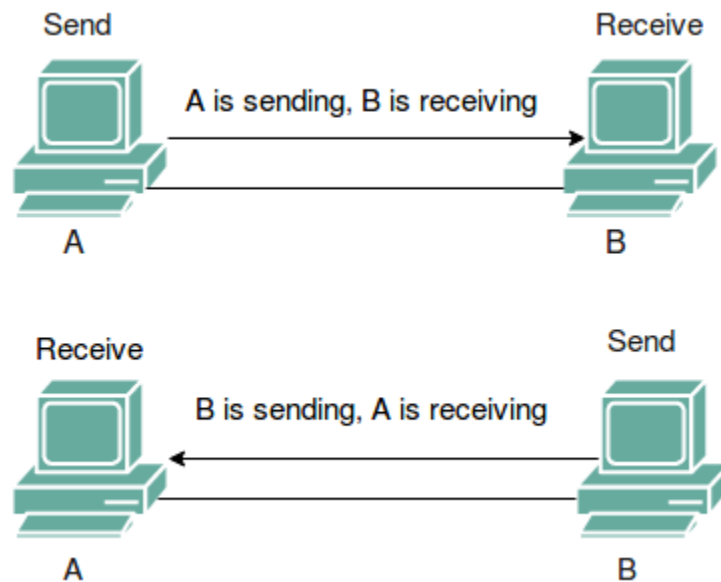 Send
Receive
A is sending, B is receiving
A
B
Receive
Send
B is sending, A is receiving
A
B